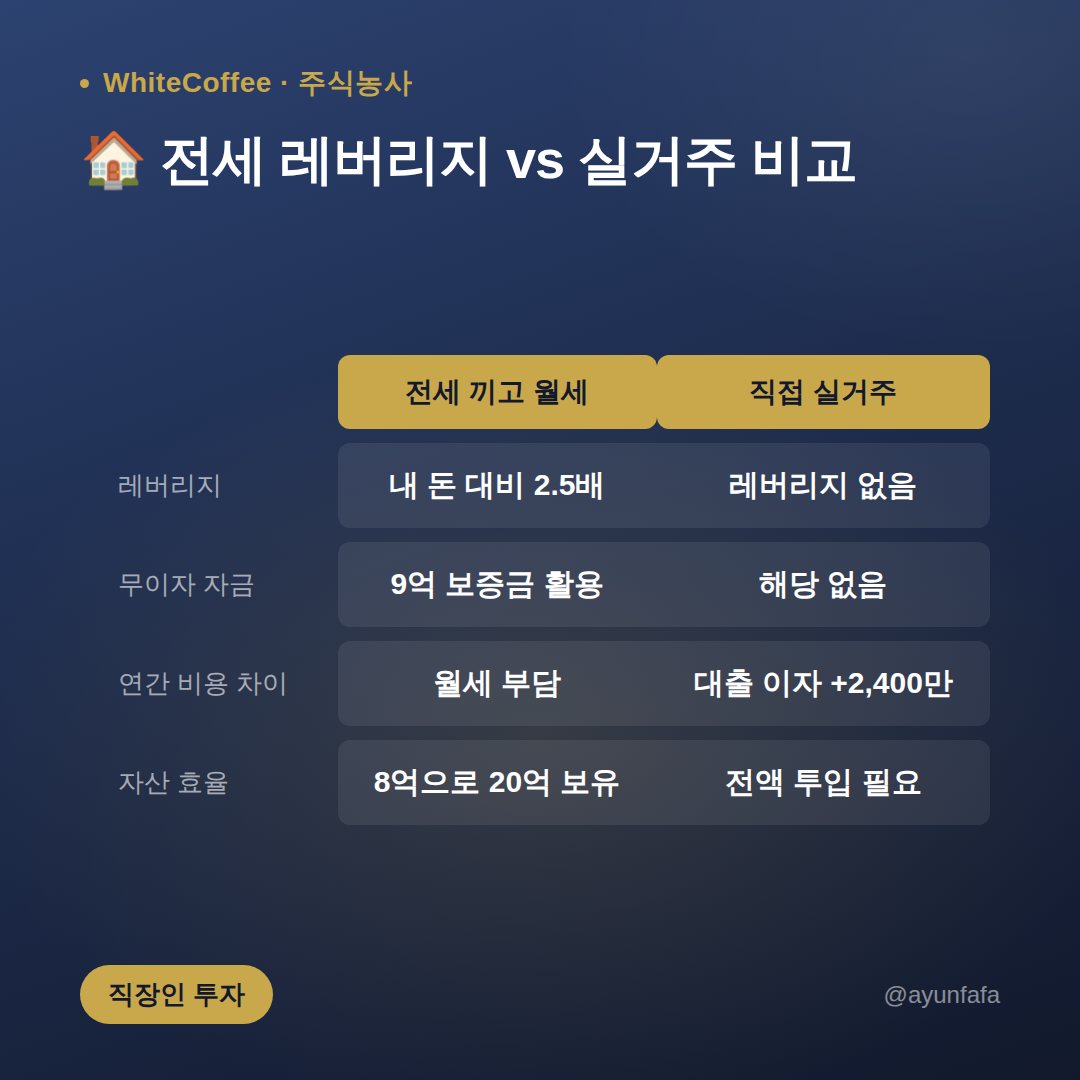 WhiteCoffee · 주식농사
전세 레버리지 vs 실거주 비교
전세 끼고 월세 직접 실거주
레버리지 내 돈 대비 2.5배 레버리지 없음
무이자 자금 9억 보증금 활용 해당 없음
연간 비용 차이 월세 부담 대출 이자 +2,400만
자산 효율 8억으로 20억 보유 전액 투입 필요
직장인 투자 @ayunfafa